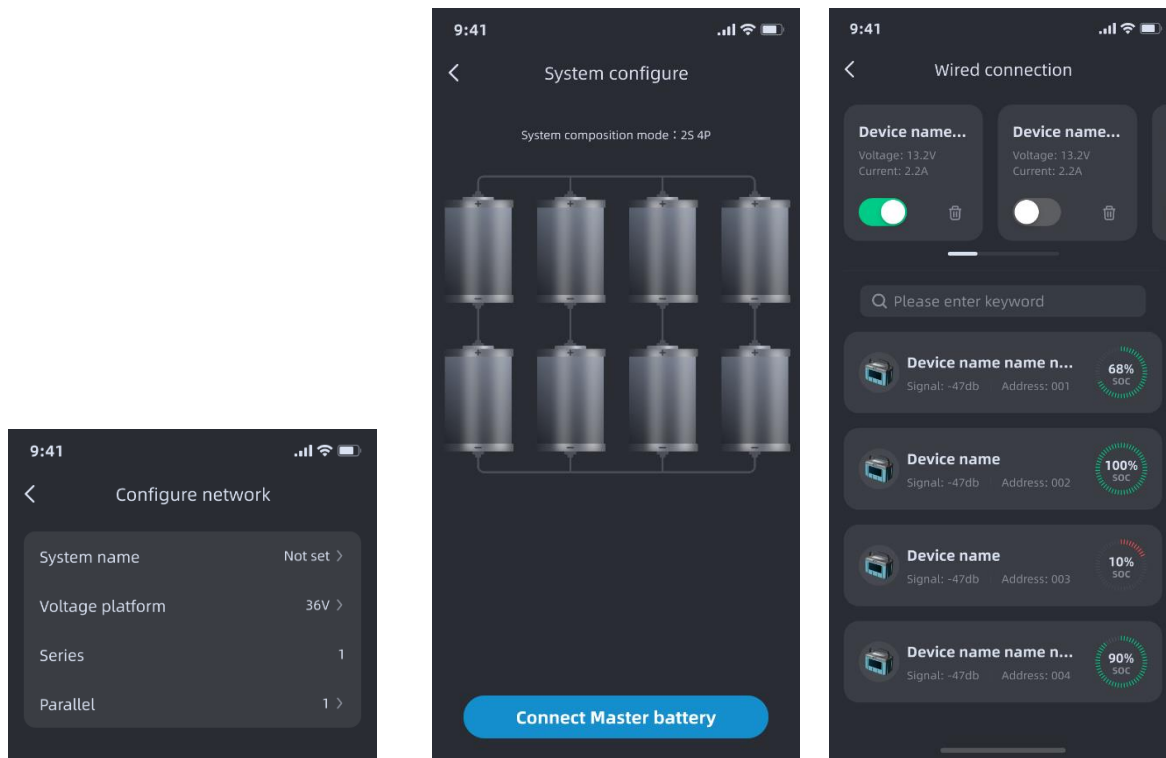 9:41
Configure network
System name Not set
Voltage platform 36V
Series 1
Parallel 1
9:41
System configure
System composition mode：2S 4P
+ + + +
- - - -
+ + + +
- - - -
Connect Master battery
9:41
Wired connection
Device name... Device name...
Voltage: 13.2V Voltage: 13.2V
Current: 2.2A Current: 2.2A
Please enter keyword
Device name name n... 68%
Signal: -47db Address: 001 SOC
Device name 100%
Signal: -47db Address: 002 SOC
Device name 10%
Signal: -47db Address: 003 SOC
Device name name n... 90%
Signal: -47db Address: 004 SOC